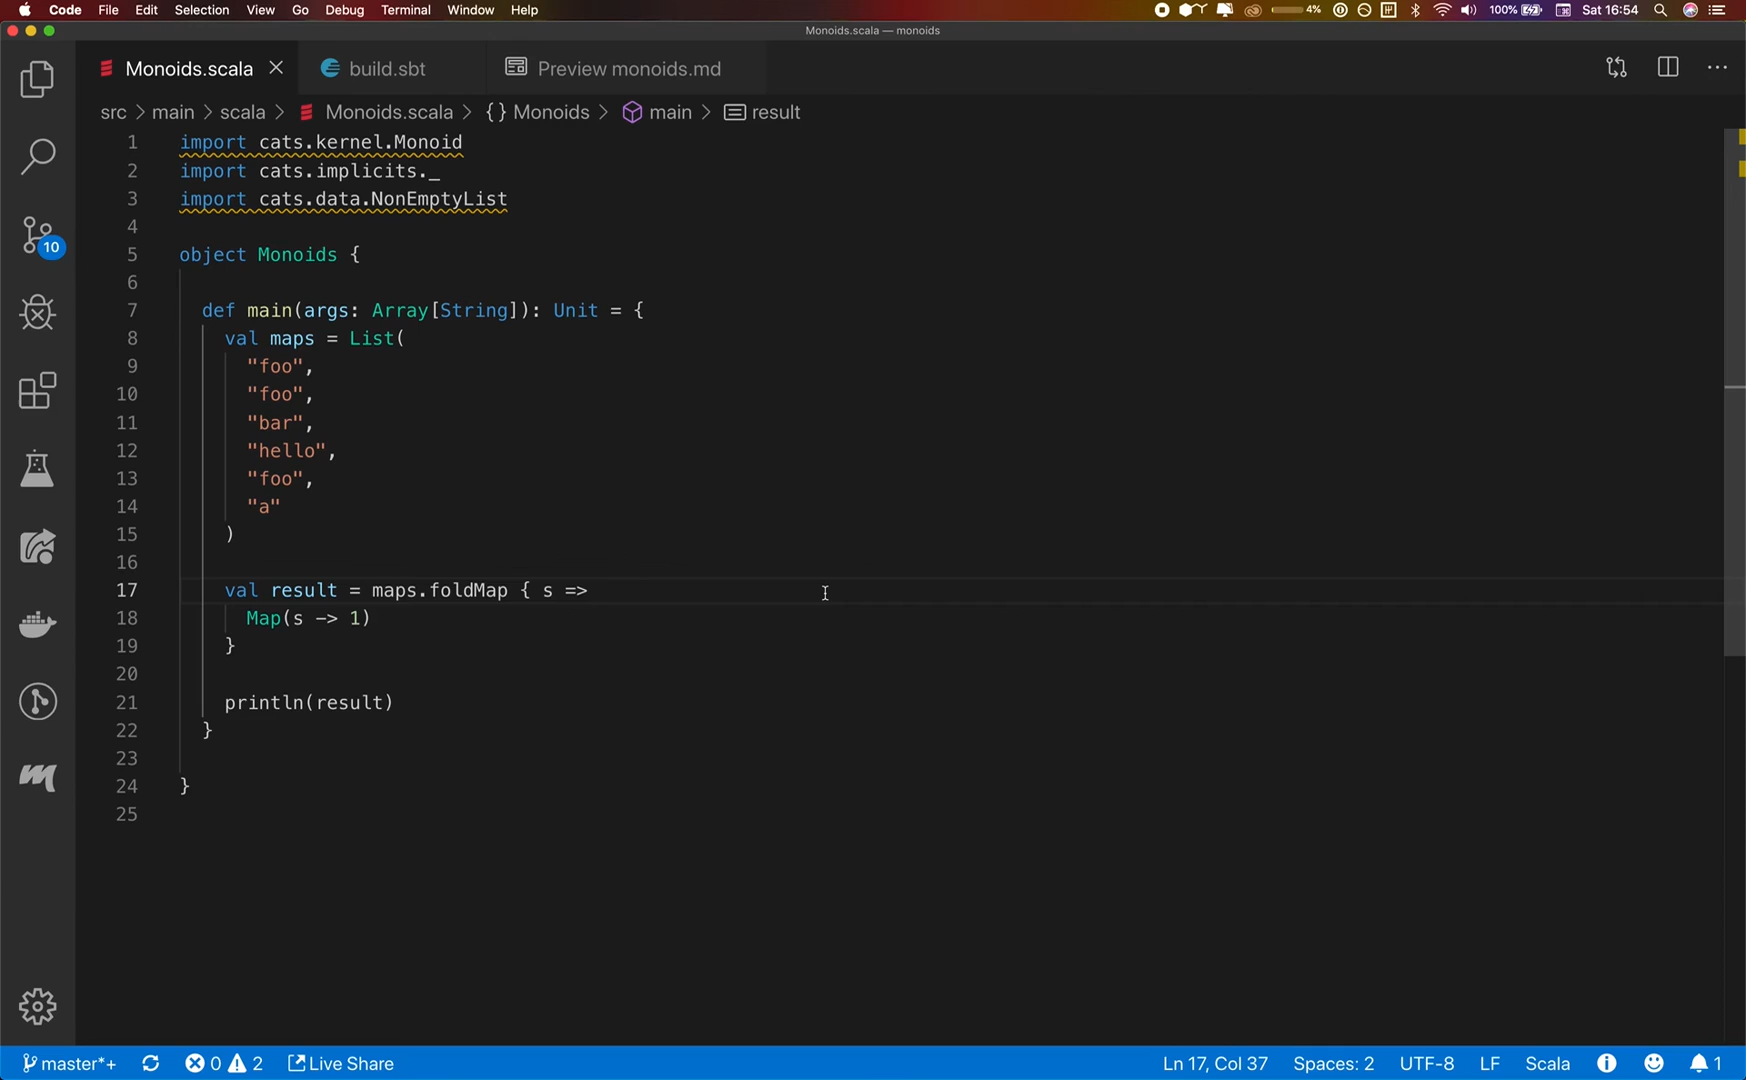 Code File Edit Selection View Go Debug Terminal Window Help 4% 100% Sat 16:54
Monoids.scala — monoids
Monoids.scala build.sbt Preview monoids.md
src > main > scala > Monoids.scala > {} Monoids > main > result
10
1 import cats.kernel.Monoid
2 import cats.implicits._
3 import cats.data.NonEmptyList
4
5 object Monoids {
6
7 def main(args: Array[String]): Unit = {
8 val maps = List(
9 "foo",
10 "foo",
11 "bar",
12 "hello",
13 "foo",
14 "a"
15 )
16
17 val result = maps.foldMap { s =>
18 Map(s -> 1)
19 }
20
21 println(result)
22 }
23
24 }
25
master*+ 0 2 Live Share Ln 17, Col 37 Spaces: 2 UTF-8 LF Scala 1